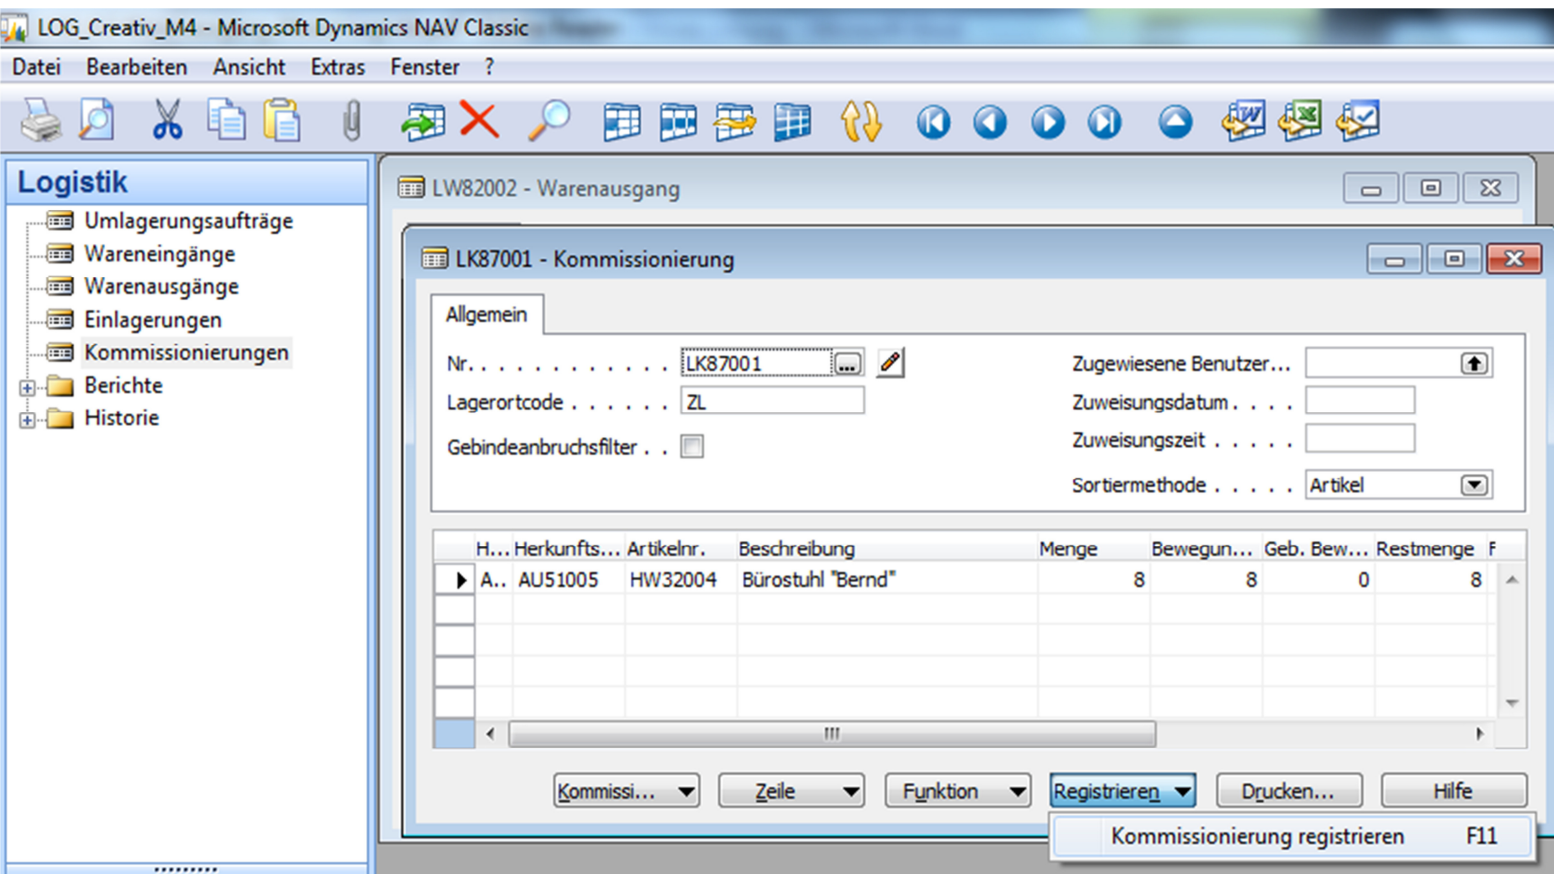 LOG_Creativ_M4 - Microsoft Dynamics NAV Classic
Datei Bearbeiten Ansicht Extras Fenster ?
Logistik
Umlagerungsaufträge
Wareneingänge
Warenausgänge
Einlagerungen
Kommissionierungen
Berichte
Historie
LW82002 - Warenausgang
LK87001 - Kommissionierung
Allgemein
Nr. . . . . . . . . . . . . LK87001 ...
Lagerortcode . . . . . . ZL
Gebindeanbruchsfilter . .
Zugewiesene Benutzer...
Zuweisungsdatum . . . .
Zuweisungszeit . . . . .
Sortiermethode . . . . . Artikel
H... Herkunfts... Artikelnr. Beschreibung Menge Bewegun... Geb. Bew... Restmenge F
A.. AU51005 HW32004 Bürostuhl "Bernd" 8 8 0 8
Kommissi... Zeile Funktion Registrieren Drucken... Hilfe
Kommissionierung registrieren F11